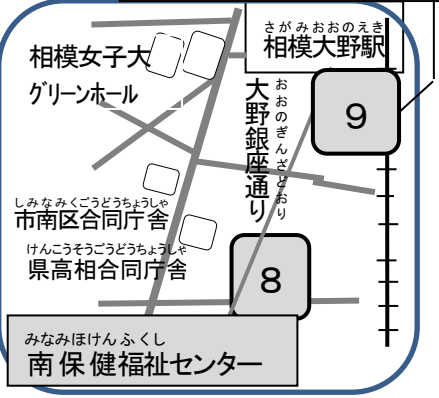 さがみおおのえき
相模大野駅
相模女子大
グリーンホール
おおのぎんざどおり
大野銀座通り
9
しみなみくごうどうちょうしゃ
市南区合同庁舎
けんこうそうごうどうちょうしゃ
県高相合同庁舎
8
みなみほけんふくし
南保健福祉センター